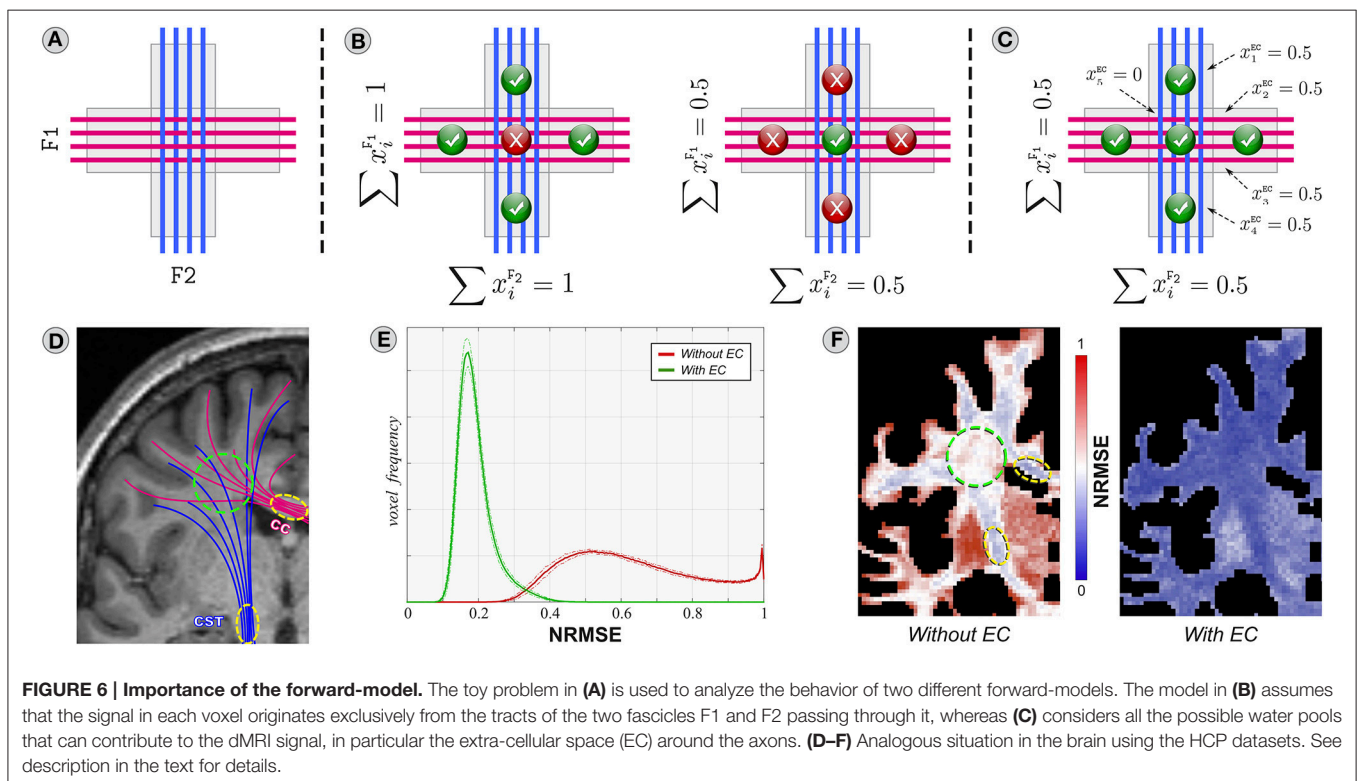 A
F1
F2
B
∑ x_i^{F1} = 1
∑ x_i^{F2} = 1
∑ x_i^{F1} = 0.5
∑ x_i^{F2} = 0.5
C
∑ x_i^{F1} = 0.5
x_5^{EC} = 0
x_1^{EC} = 0.5
x_2^{EC} = 0.5
x_3^{EC} = 0.5
x_4^{EC} = 0.5
∑ x_i^{F2} = 0.5
D
CC
CST
E
voxel frequency
Without EC
With EC
0 0.2 0.4 0.6 0.8 1
NRMSE
F
1
NRMSE
0
Without EC
With EC
FIGURE 6 | Importance of the forward-model. The toy problem in (A) is used to analyze the behavior of two different forward-models. The model in (B) assumes
that the signal in each voxel originates exclusively from the tracts of the two fascicles F1 and F2 passing through it, whereas (C) considers all the possible water pools
that can contribute to the dMRI signal, in particular the extra-cellular space (EC) around the axons. (D–F) Analogous situation in the brain using the HCP datasets. See
description in the text for details.